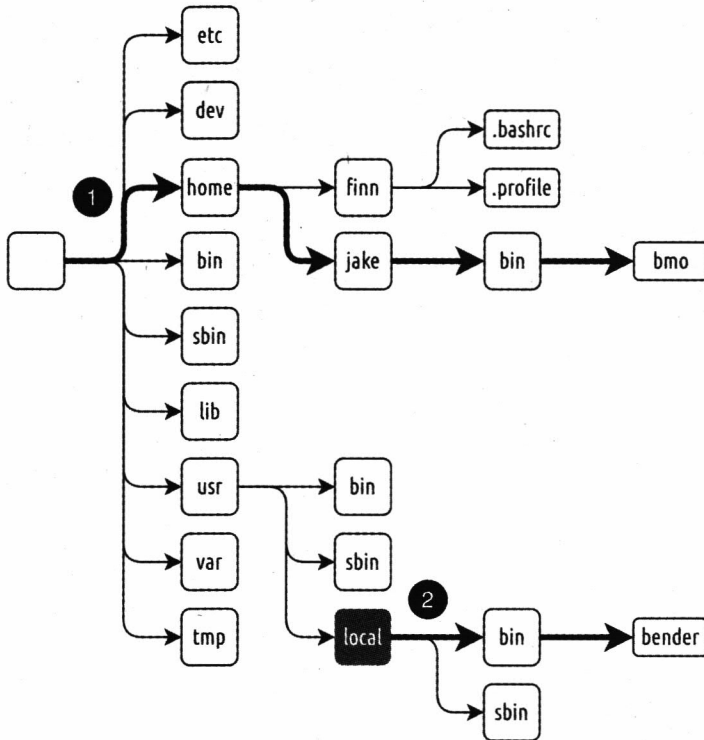 etc
dev
.bashrc
1
home
finn
.profile
bin
jake
bin
bmo
sbin
lib
usr
bin
var
sbin
2
tmp
local
bin
bender
sbin